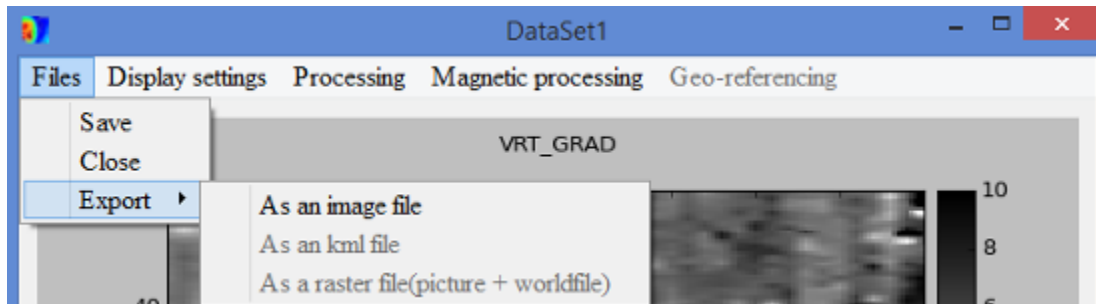 DataSet1
Files Display settings Processing Magnetic processing Geo-referencing
Save
VRT_GRAD
Close
Export
As an image file
10
As an kml file
8
As a raster file(picture + worldfile)